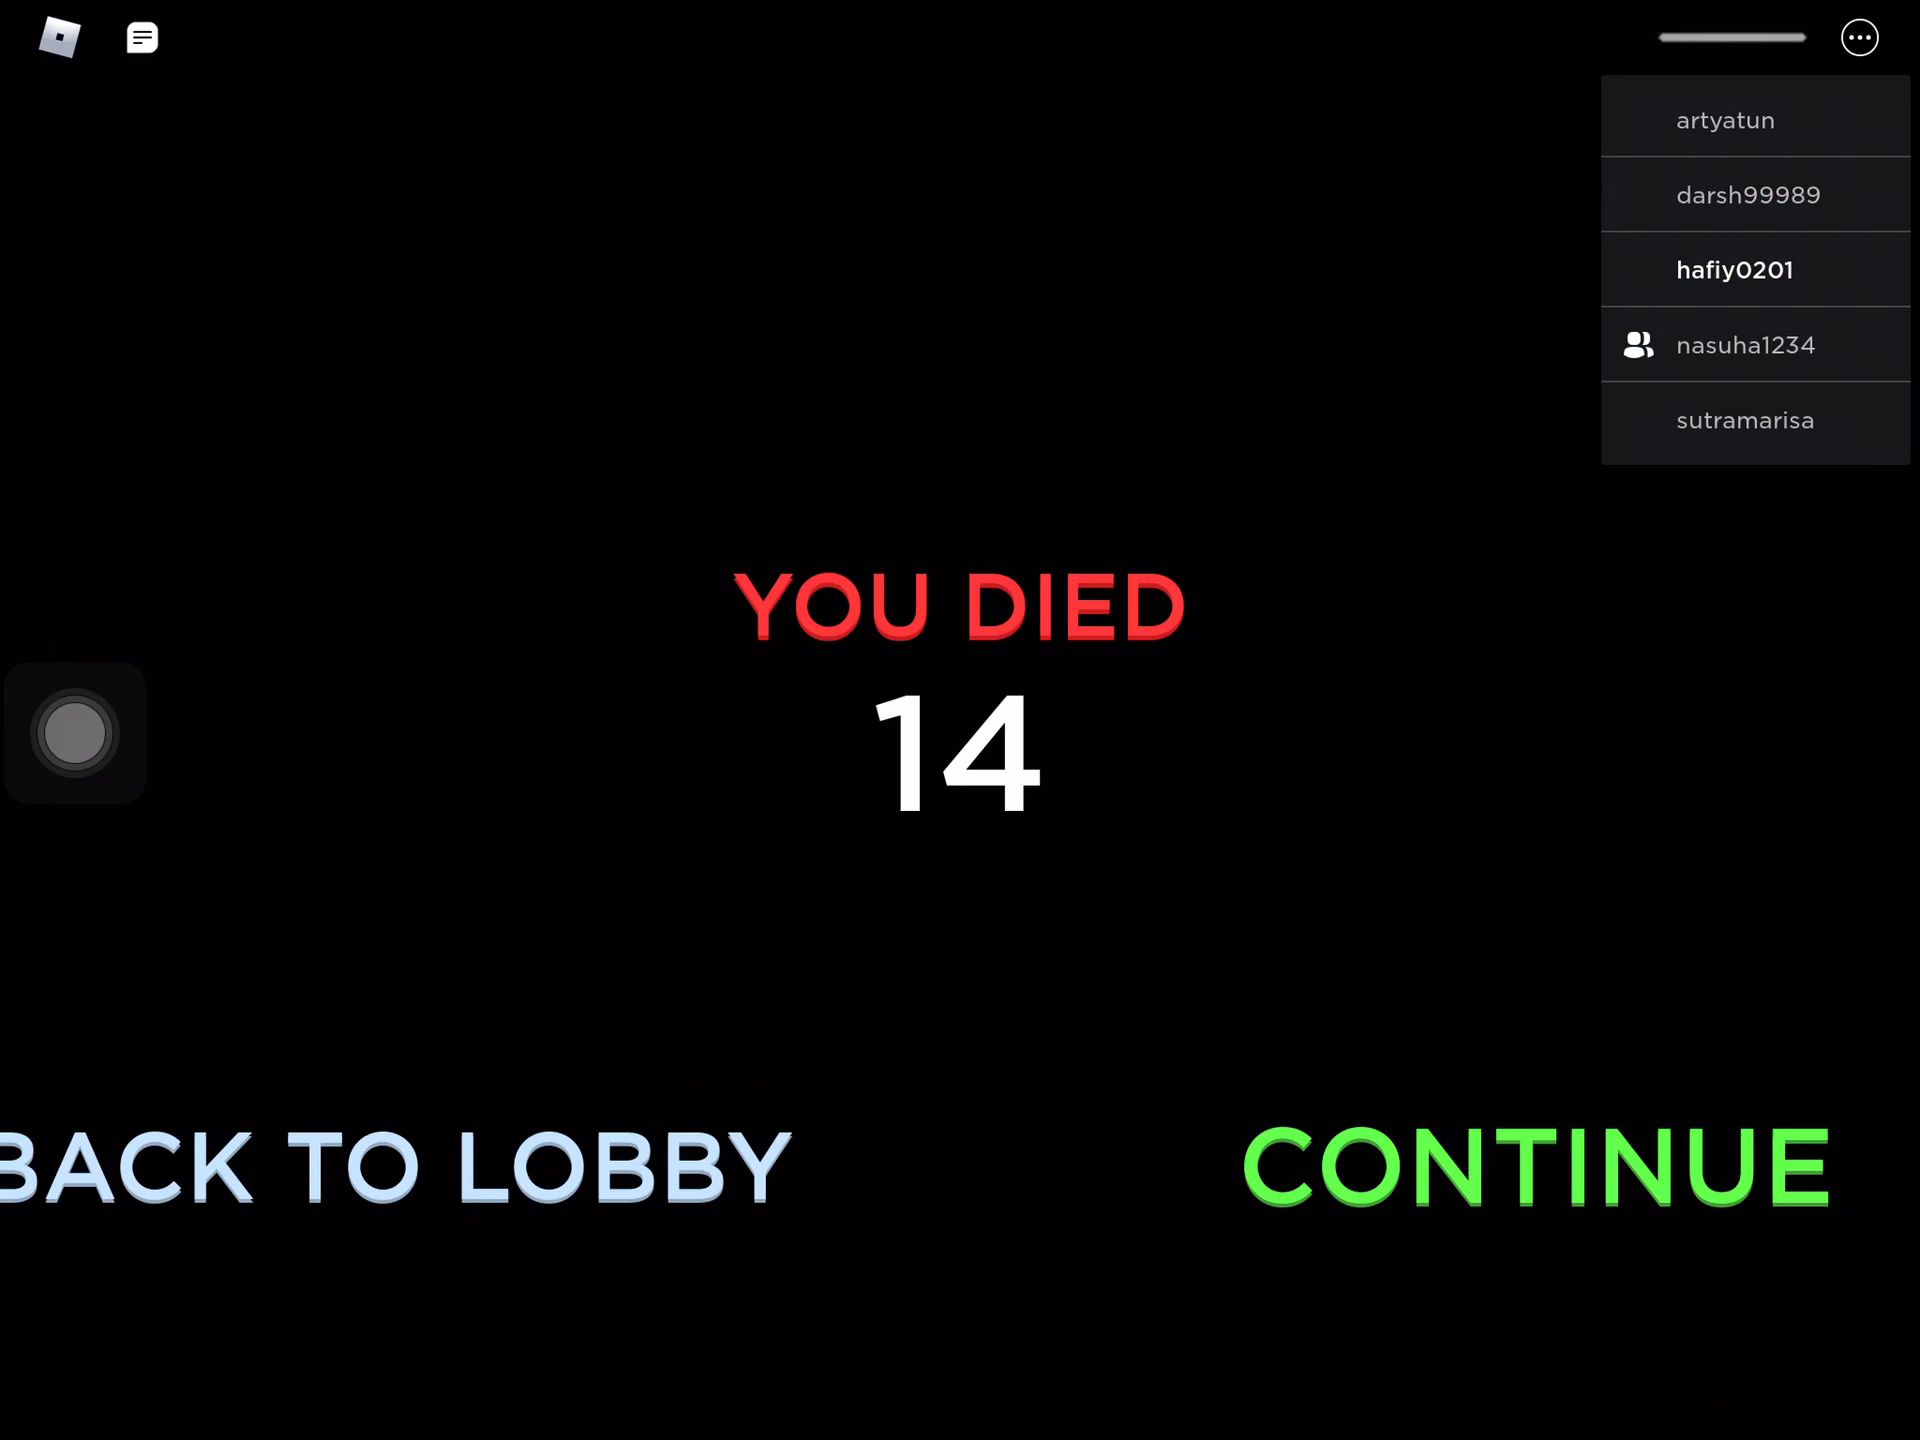 artyatun
darsh99989
hafiy0201
nasuha1234
sutramarisa
YOU DIED
14
BACK TO LOBBY
CONTINUE